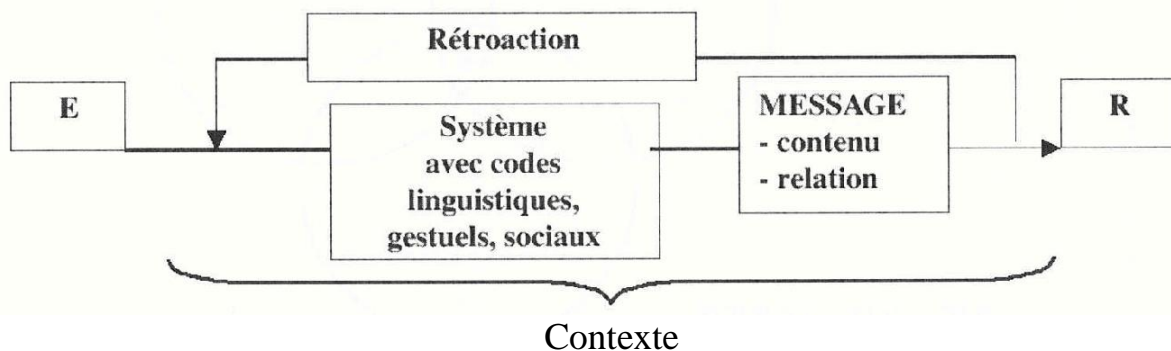 Rétroaction
E
Système
avec codes
linguistiques,
gestuels, sociaux
MESSAGE
- contenu
- relation
R
Contexte